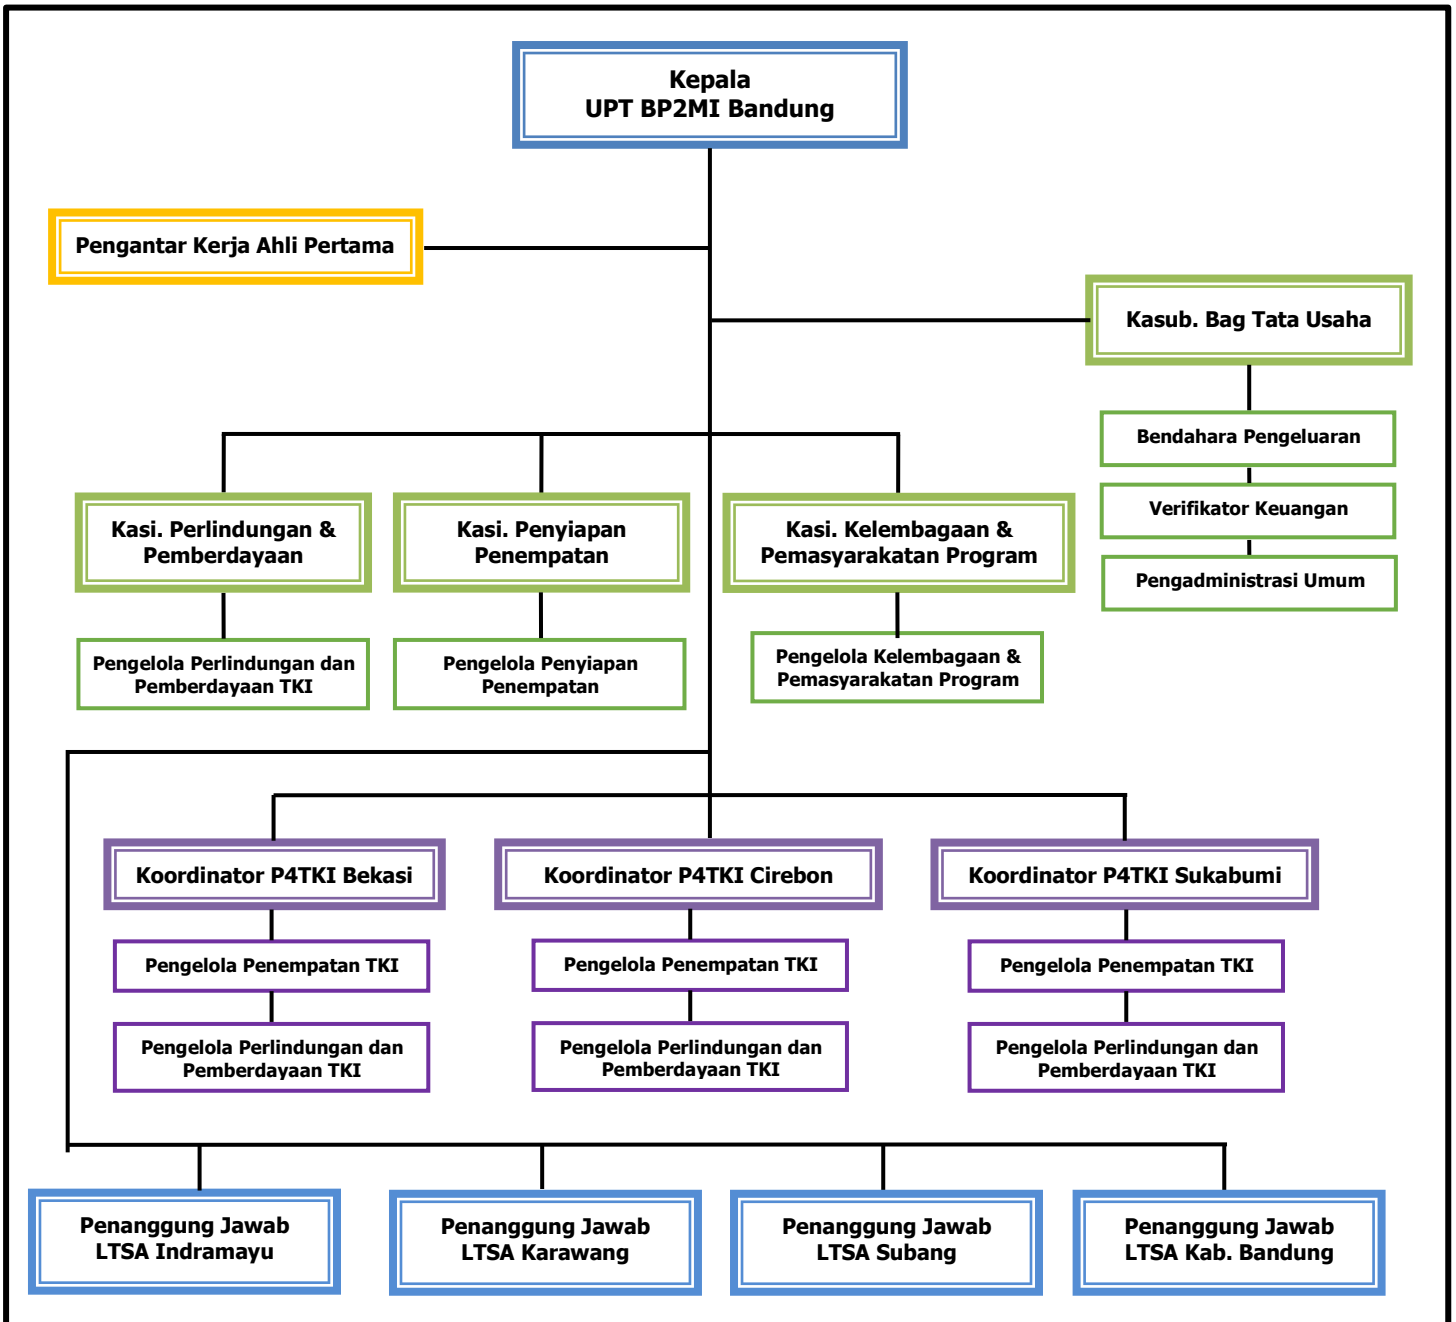 Kepala
UPT BP2MI Bandung
Pengantar Kerja Ahli Pertama
Kasub. Bag Tata Usaha
Bendahara Pengeluaran
Verifikator Keuangan
Pengadministrasi Umum
Kasi. Perlindungan &
Pemberdayaan
Kasi. Penyiapan
Penempatan
Kasi. Kelembagaan &
Pemasyarakatan Program
Pengelola Perlindungan dan
Pemberdayaan TKI
Pengelola Penyiapan
Penempatan
Pengelola Kelembagaan &
Pemasyarakatan Program
Koordinator P4TKI Bekasi
Koordinator P4TKI Cirebon
Koordinator P4TKI Sukabumi
Pengelola Penempatan TKI
Pengelola Penempatan TKI
Pengelola Penempatan TKI
Pengelola Perlindungan dan
Pemberdayaan TKI
Pengelola Perlindungan dan
Pemberdayaan TKI
Pengelola Perlindungan dan
Pemberdayaan TKI
Penanggung Jawab
LTSA Indramayu
Penanggung Jawab
LTSA Karawang
Penanggung Jawab
LTSA Subang
Penanggung Jawab
LTSA Kab. Bandung